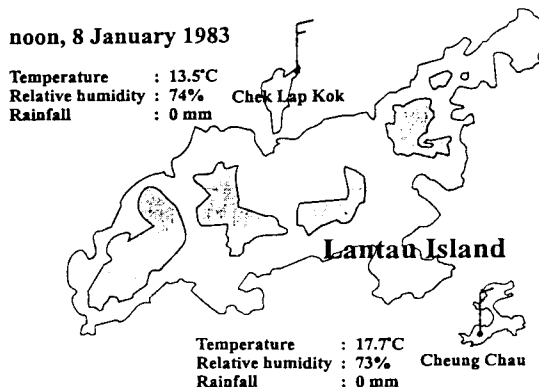 noon, 8 January 1983
Temperature : 13.5°C
Relative humidity : 74%
Rainfall : 0 mm
Chek Lap Kok
Lantau Island
Temperature : 17.7°C
Relative humidity : 73%
Rainfall : 0 mm
Cheung Chau